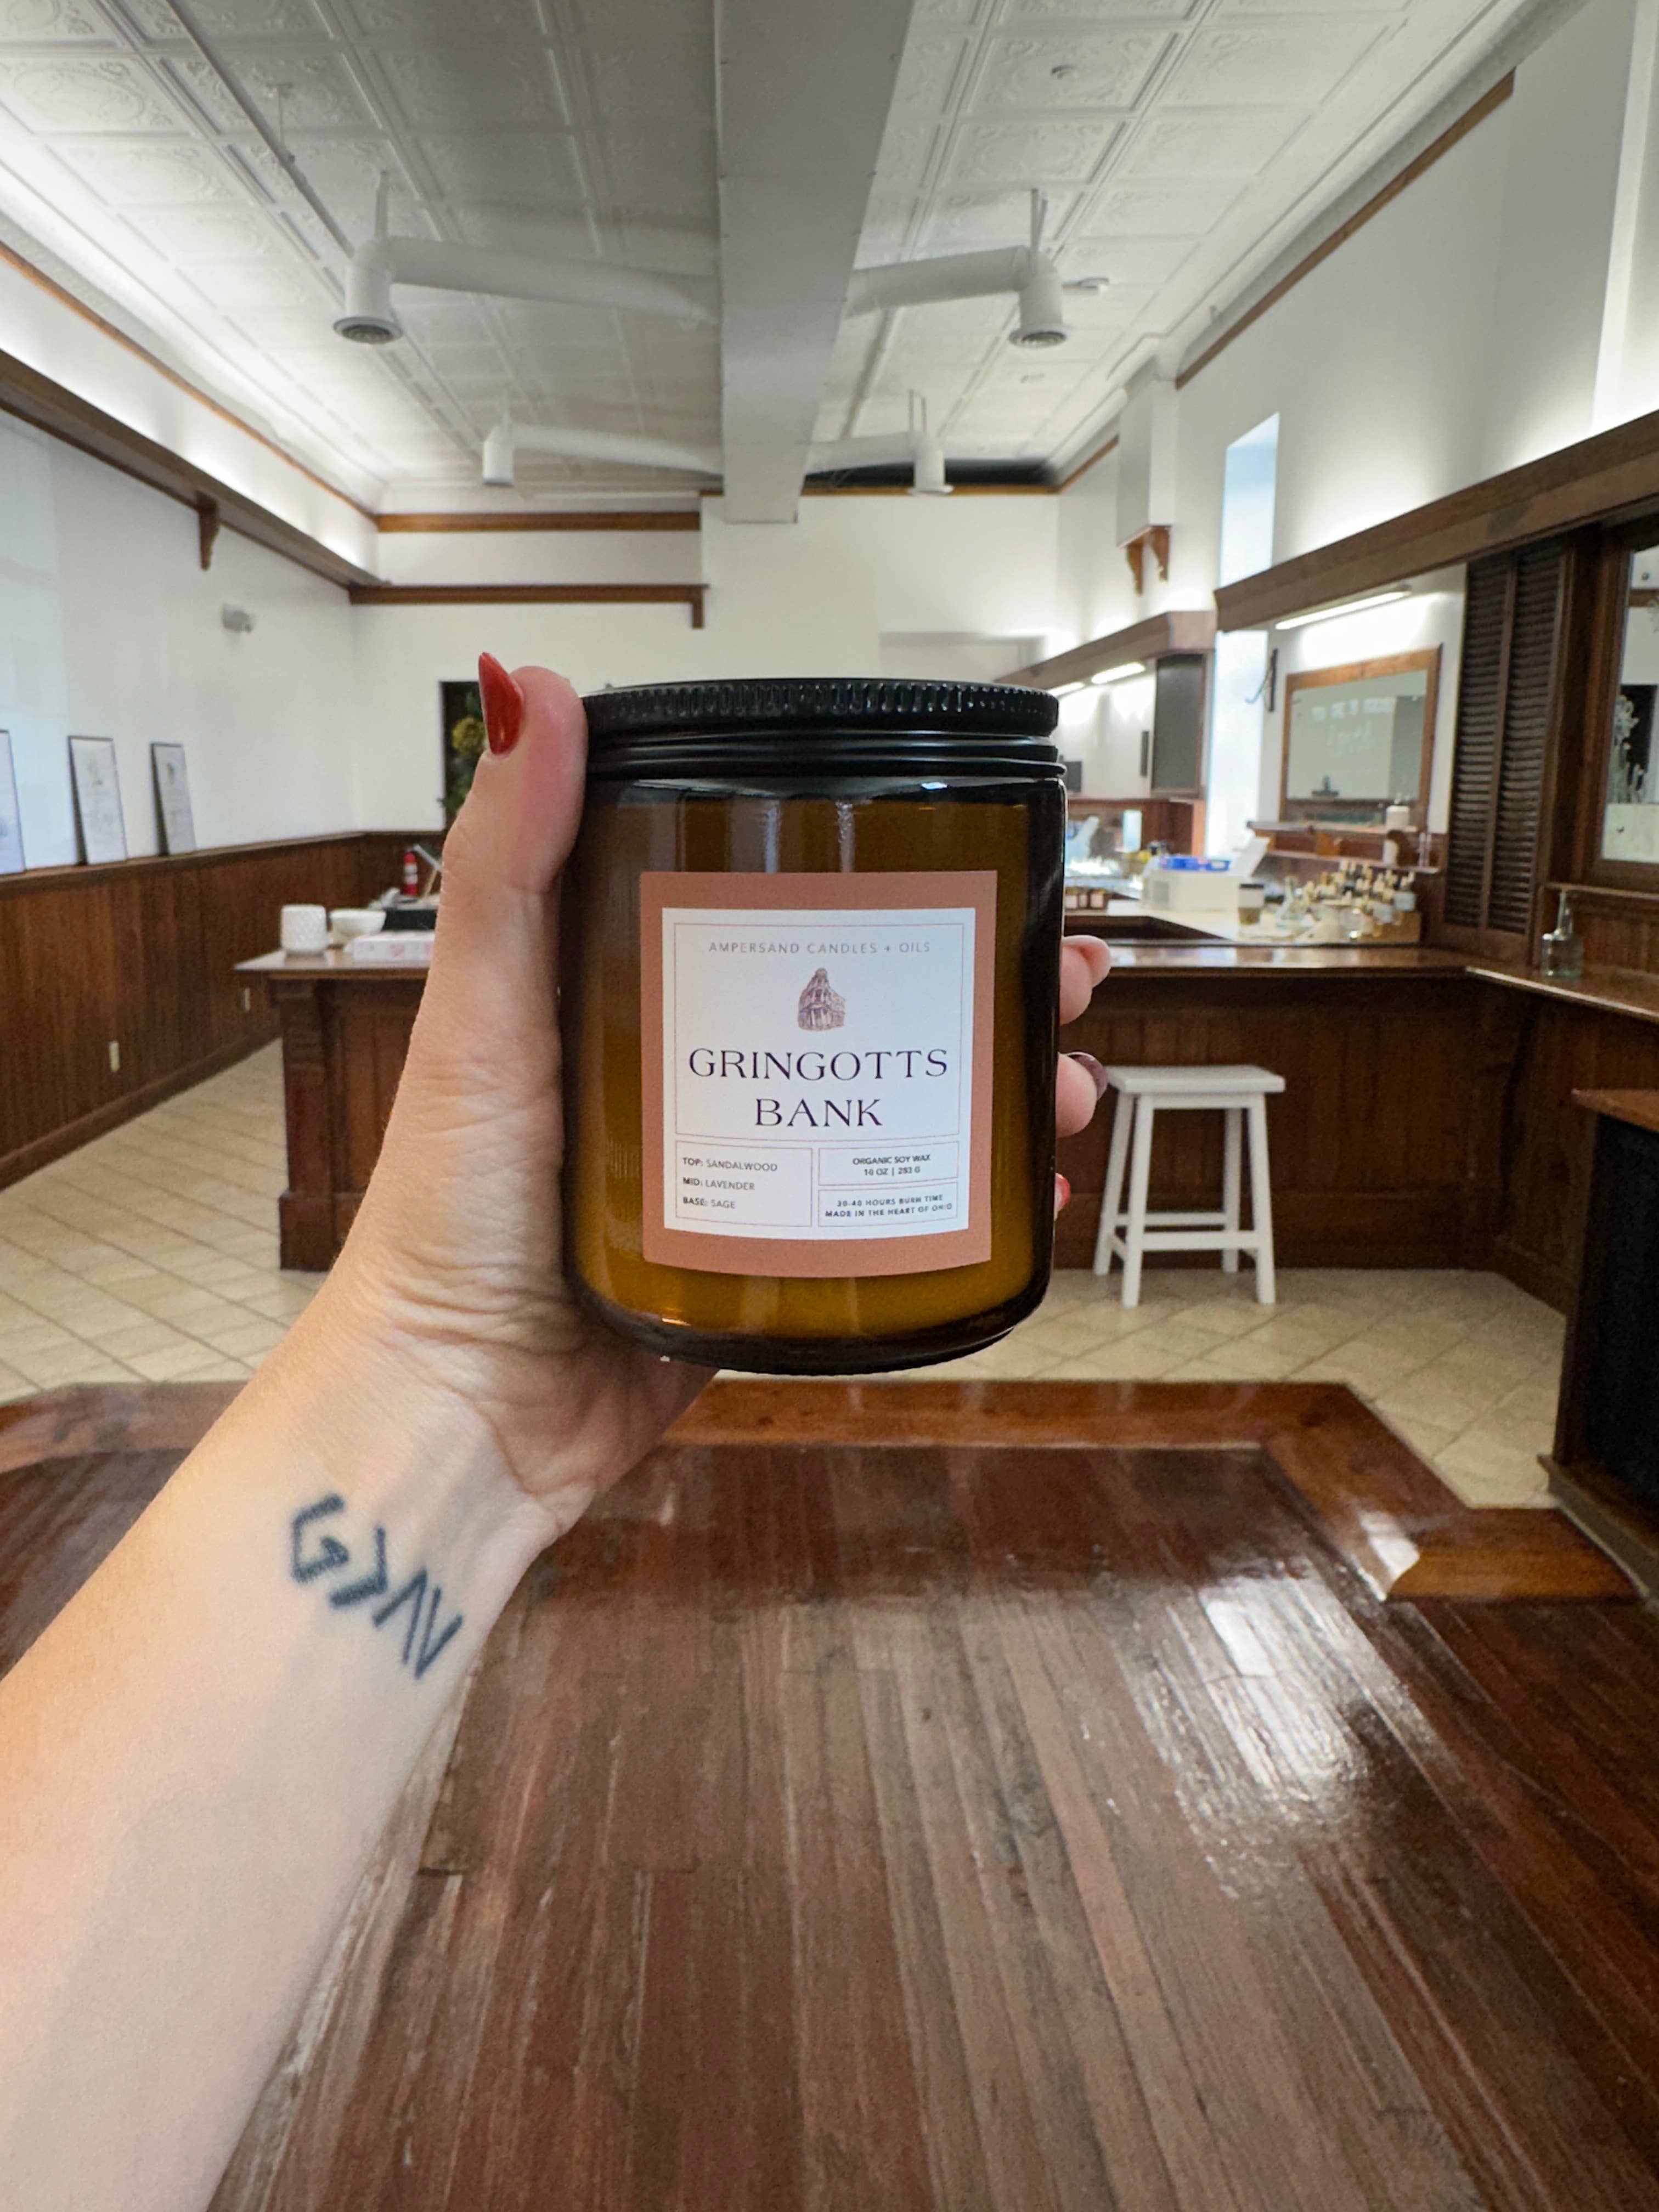 AMPERSAND CANDLES + OILS
GRINGOTTS
BANK
TOP: SANDALWOOD
MID: LAVENDER
BASE: SAGE
ORGANIC SOY WAX
10 OZ | 283 G
30-40 HOURS BURN TIME
MADE IN THE HEART OF OHIO
G>ΛV